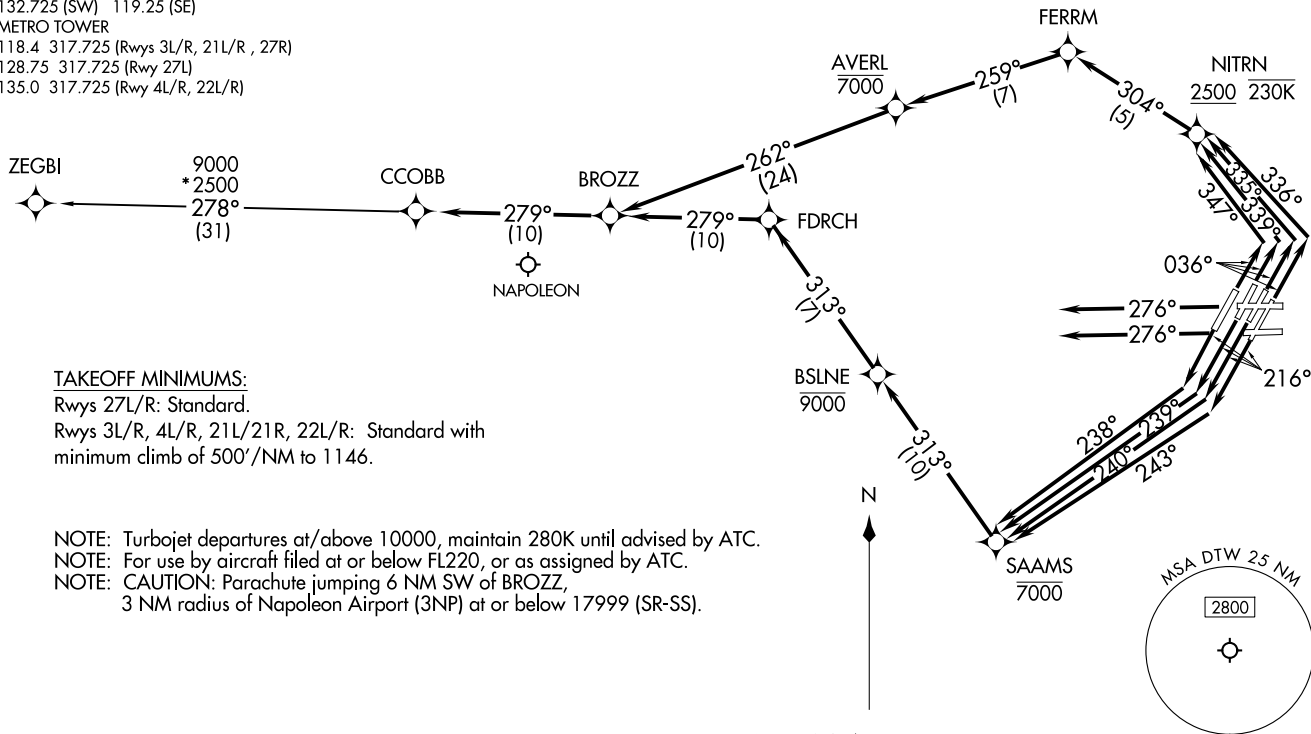 132.725 (SW) 119.25 (SE)
METRO TOWER
118.4 317.725 (Rwys 3L/R, 21L/R , 27R)
128.75 317.725 (Rwy 27L)
135.0 317.725 (Rwy 4L/R, 22L/R)
FERRM
AVERL
7000
259°
(7)
NITRN
2500 230K
304°
(5)
ZEGBI
9000
*2500
278°
(31)
CCOBB
BROZZ
262°
(24)
279°
(10)
279°
(10)
FDRCH
NAPOLEON
335°
336°
347°
339°
036°
276°
276°
216°
313°
(7)
BSLNE
9000
313°
(10)
238°
239°
240°
243°
SAAMS
7000
TAKEOFF MINIMUMS:
Rwys 27L/R: Standard.
Rwys 3L/R, 4L/R, 21L/21R, 22L/R: Standard with
minimum climb of 500'/NM to 1146.
NOTE: Turbojet departures at/above 10000, maintain 280K until advised by ATC.
NOTE: For use by aircraft filed at or below FL220, or as assigned by ATC.
NOTE: CAUTION: Parachute jumping 6 NM SW of BROZZ,
3 NM radius of Napoleon Airport (3NP) at or below 17999 (SR-SS).
N
MSA DTW 25 NM
2800